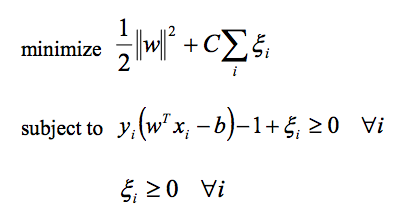 minimize 1/2 ‖w‖² + C∑ᵢ ξᵢ
subject to yᵢ(wᵀxᵢ − b) − 1 + ξᵢ ≥ 0 ∀i
ξᵢ ≥ 0 ∀i